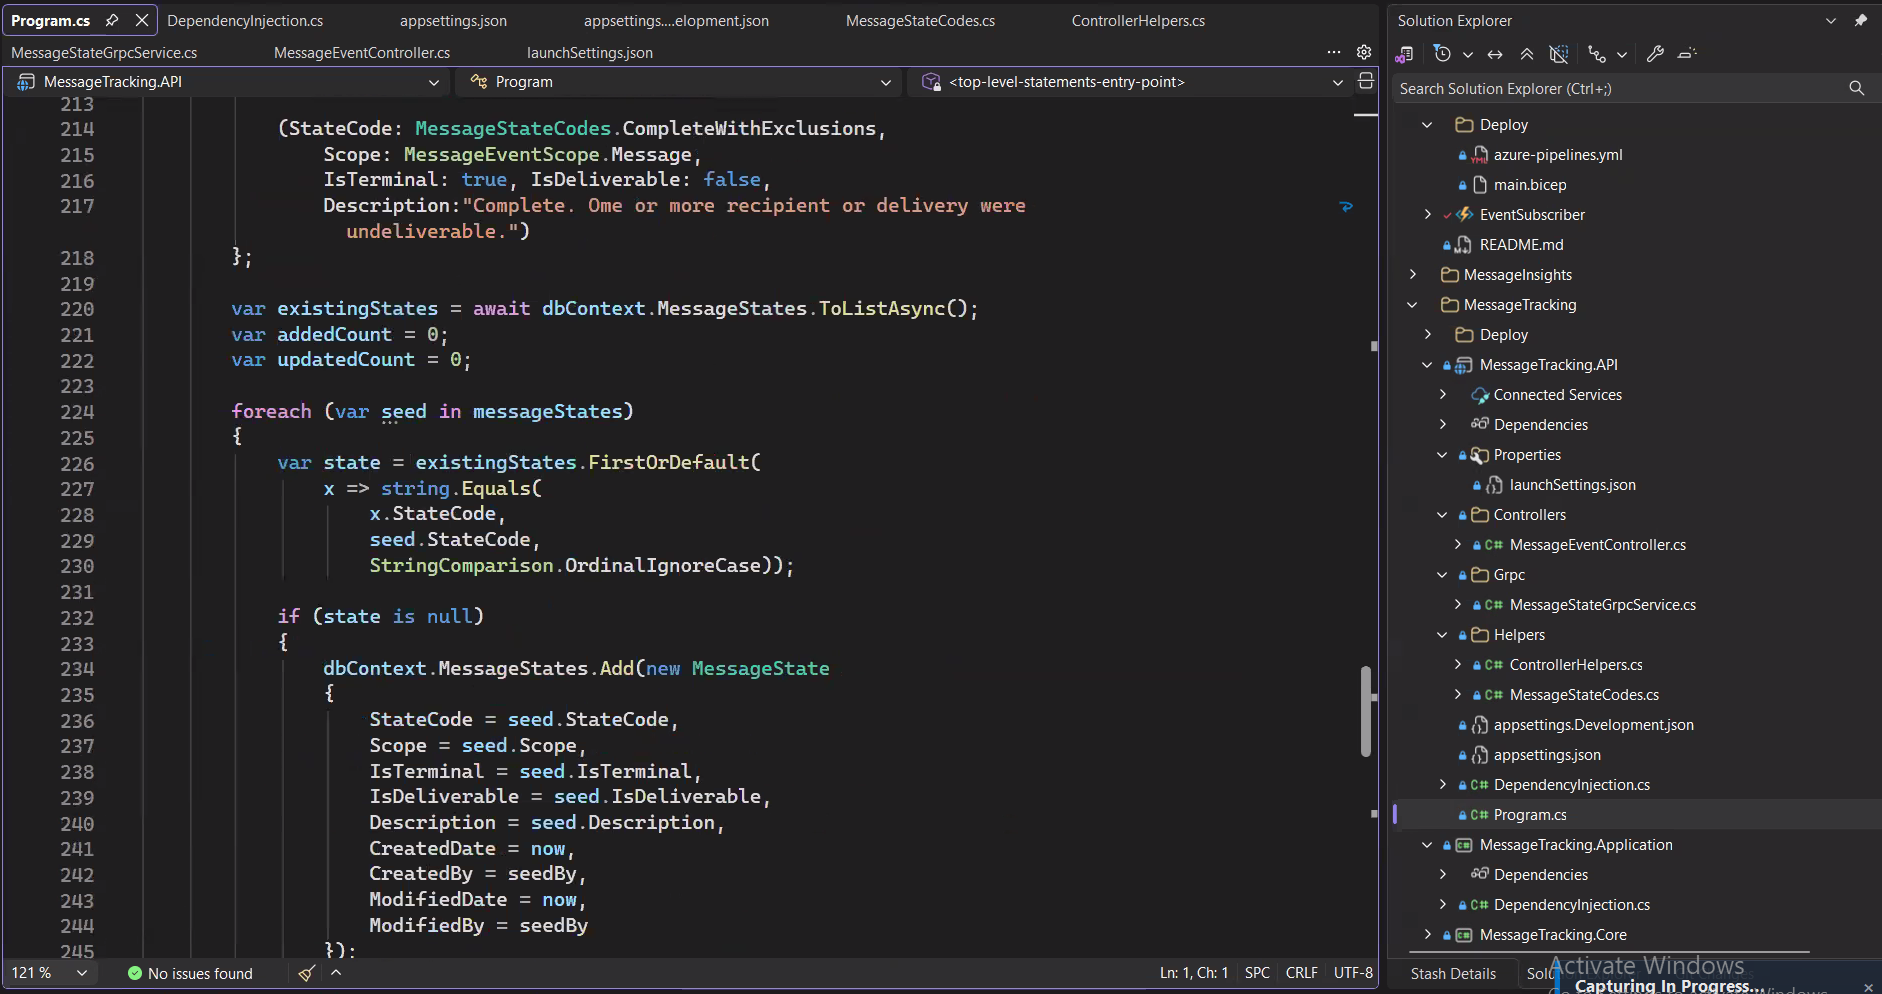 Program.cs
DependencyInjection.cs
appsettings.json
appsettings....elopment.json
MessageStateCodes.cs
ControllerHelpers.cs
MessageStateGrpcService.cs
MessageEventController.cs
launchSettings.json
MessageTracking.API
Program
<top-level-statements-entry-point>
213
214 (StateCode: MessageStateCodes.CompleteWithExclusions,
215 Scope: MessageEventScope.Message,
216 IsTerminal: true, IsDeliverable: false,
217 Description:"Complete. Ome or more recipient or delivery were
undeliverable.")
218 };
219
220 var existingStates = await dbContext.MessageStates.ToListAsync();
221 var addedCount = 0;
222 var updatedCount = 0;
223
224 foreach (var seed in messageStates)
225 {
226 var state = existingStates.FirstOrDefault(
227 x => string.Equals(
228 x.StateCode,
229 seed.StateCode,
230 StringComparison.OrdinalIgnoreCase));
231
232 if (state is null)
233 {
234 dbContext.MessageStates.Add(new MessageState
235 {
236 StateCode = seed.StateCode,
237 Scope = seed.Scope,
238 IsTerminal = seed.IsTerminal,
239 IsDeliverable = seed.IsDeliverable,
240 Description = seed.Description,
241 CreatedDate = now,
242 CreatedBy = seedBy,
243 ModifiedDate = now,
244 ModifiedBy = seedBy
245 });
121 %
No issues found
Ln: 1, Ch: 1 SPC CRLF UTF-8
Solution Explorer
Search Solution Explorer (Ctrl+;)
Deploy
azure-pipelines.yml
main.bicep
EventSubscriber
README.md
MessageInsights
MessageTracking
Deploy
MessageTracking.API
Connected Services
Dependencies
Properties
launchSettings.json
Controllers
MessageEventController.cs
Grpc
MessageStateGrpcService.cs
Helpers
ControllerHelpers.cs
MessageStateCodes.cs
appsettings.Development.json
appsettings.json
DependencyInjection.cs
Program.cs
MessageTracking.Application
Dependencies
DependencyInjection.cs
MessageTracking.Core
Stash Details
Activate Windows
Capturing In Progress...